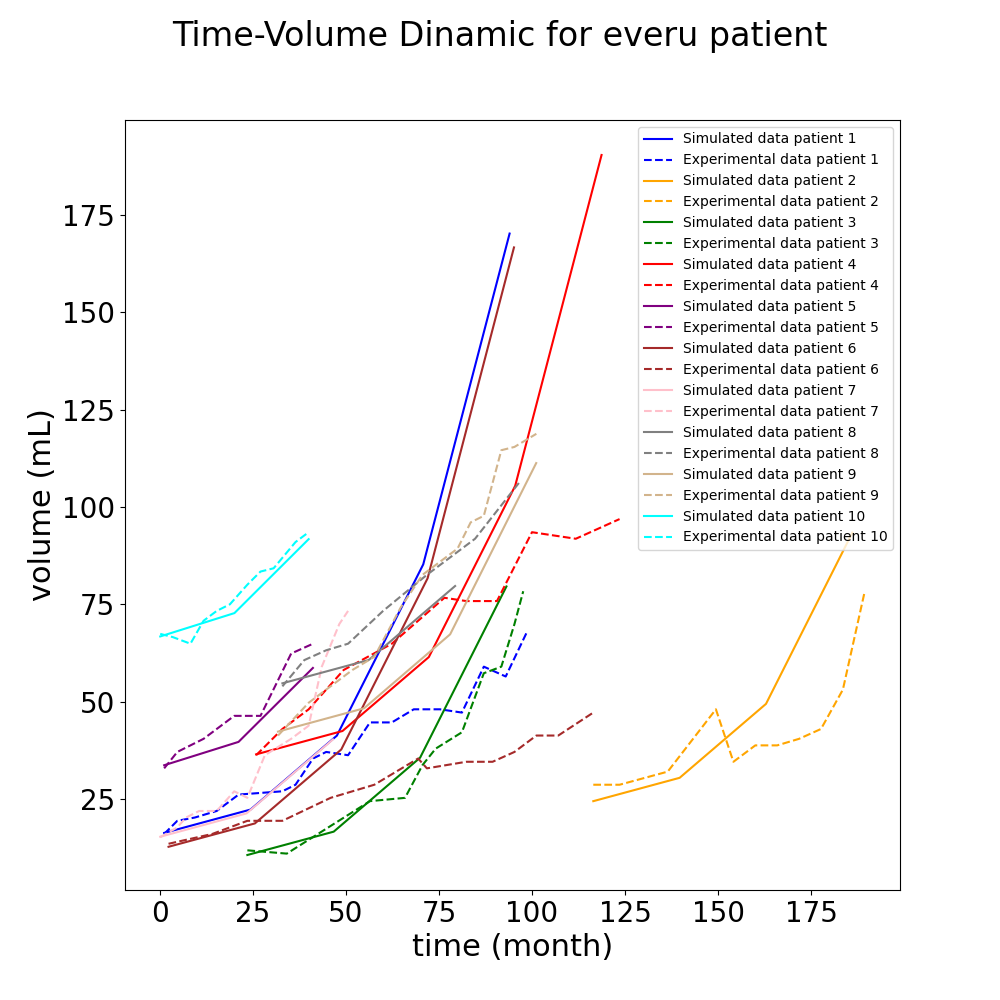 Time-Volume Dinamic for everu patient
Simulated data patient 1
Experimental data patient 1
Simulated data patient 2
Experimental data patient 2
Simulated data patient 3
Experimental data patient 3
Simulated data patient 4
Experimental data patient 4
Simulated data patient 5
Experimental data patient 5
Simulated data patient 6
Experimental data patient 6
Simulated data patient 7
Experimental data patient 7
Simulated data patient 8
Experimental data patient 8
Simulated data patient 9
Experimental data patient 9
Simulated data patient 10
Experimental data patient 10
175
150
125
100
75
50
25
volume (mL)
0 25 50 75 100 125 150 175
time (month)